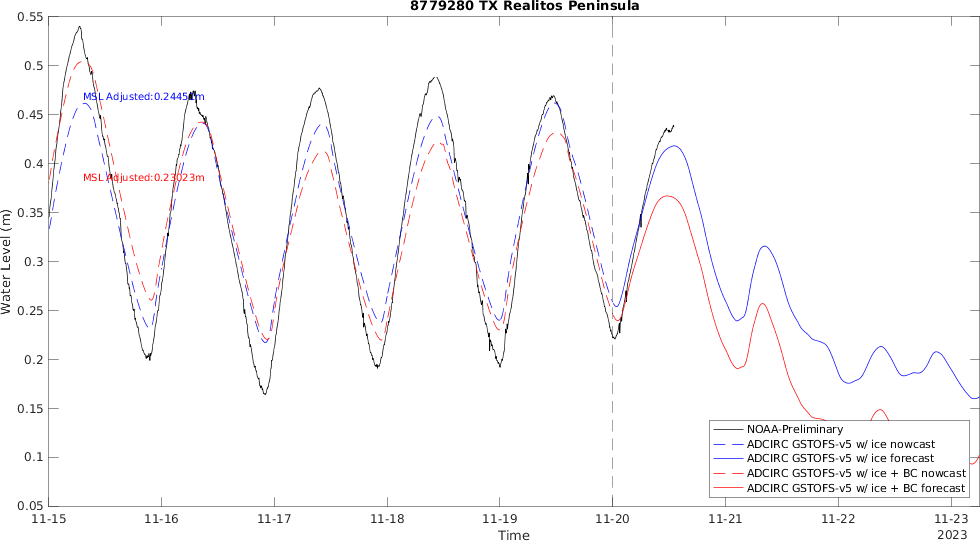 8779280 TX Realitos Peninsula
Water Level (m)
0.55
0.5
0.45
0.4
0.35
0.3
0.25
0.2
0.15
0.1
0.05
MSL Adjusted:0.2445 m
MSL Adjusted:0.23023m
NOAA-Preliminary
ADCIRC GSTOFS-v5 w/ ice nowcast
ADCIRC GSTOFS-v5 w/ ice forecast
ADCIRC GSTOFS-v5 w/ ice + BC nowcast
ADCIRC GSTOFS-v5 w/ ice + BC forecast
11-15 11-16 11-17 11-18 11-19 11-20 11-21 11-22 11-23
Time
2023